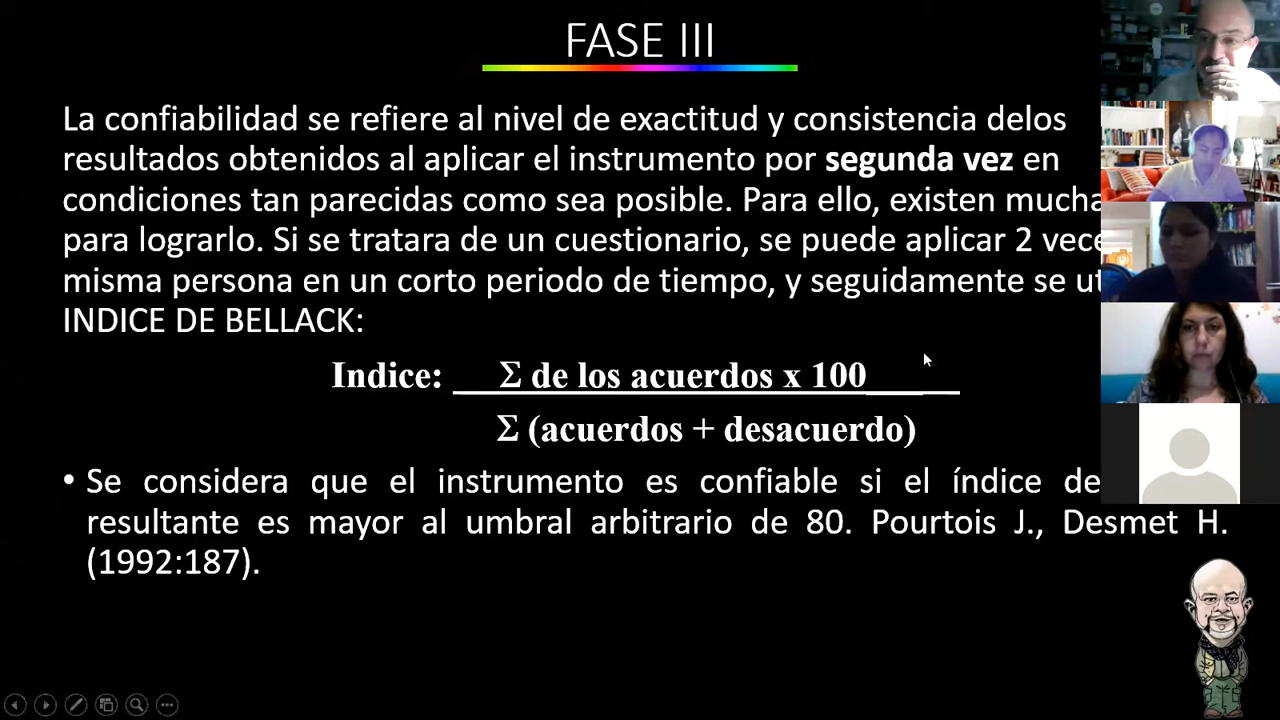 FASE III
La confiabilidad se refiere al nivel de exactitud y consistencia delos
resultados obtenidos al aplicar el instrumento por segunda vez en
condiciones tan parecidas como sea posible. Para ello, existen
para lograrlo. Si se tratara de un cuestionario, se puede aplicar 2
misma persona en un corto periodo de tiempo, y seguidamente se
INDICE DE BELLACK:
Indice: Σ de los acuerdos x 100
Σ (acuerdos + desacuerdo)
• Se considera que el instrumento es confiable si el índice de
resultante es mayor al umbral arbitrario de 80. Pourtois J., Desmet H.
(1992:187).